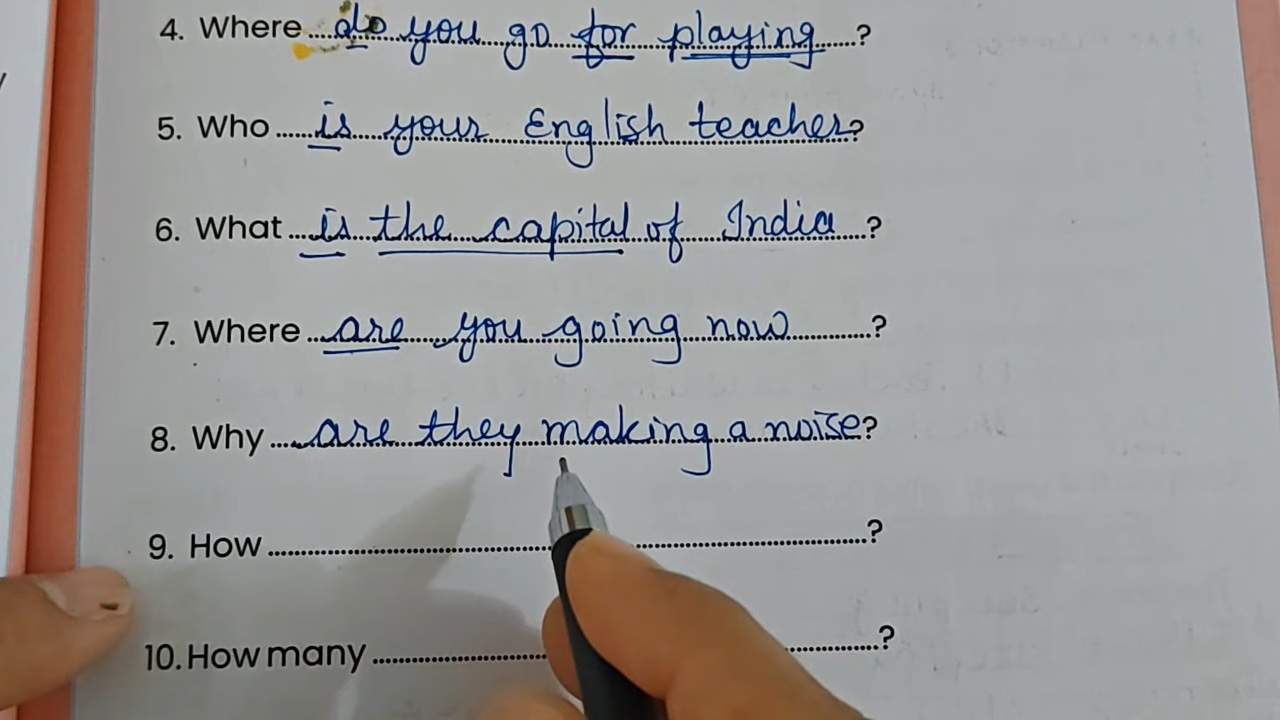 4. Where do you go for playing ?
5. Who is your English teacher?
6. What is the capital of India ?
7. Where are you going now ?
8. Why are they making a noise?
9. How ?
10. How many ?